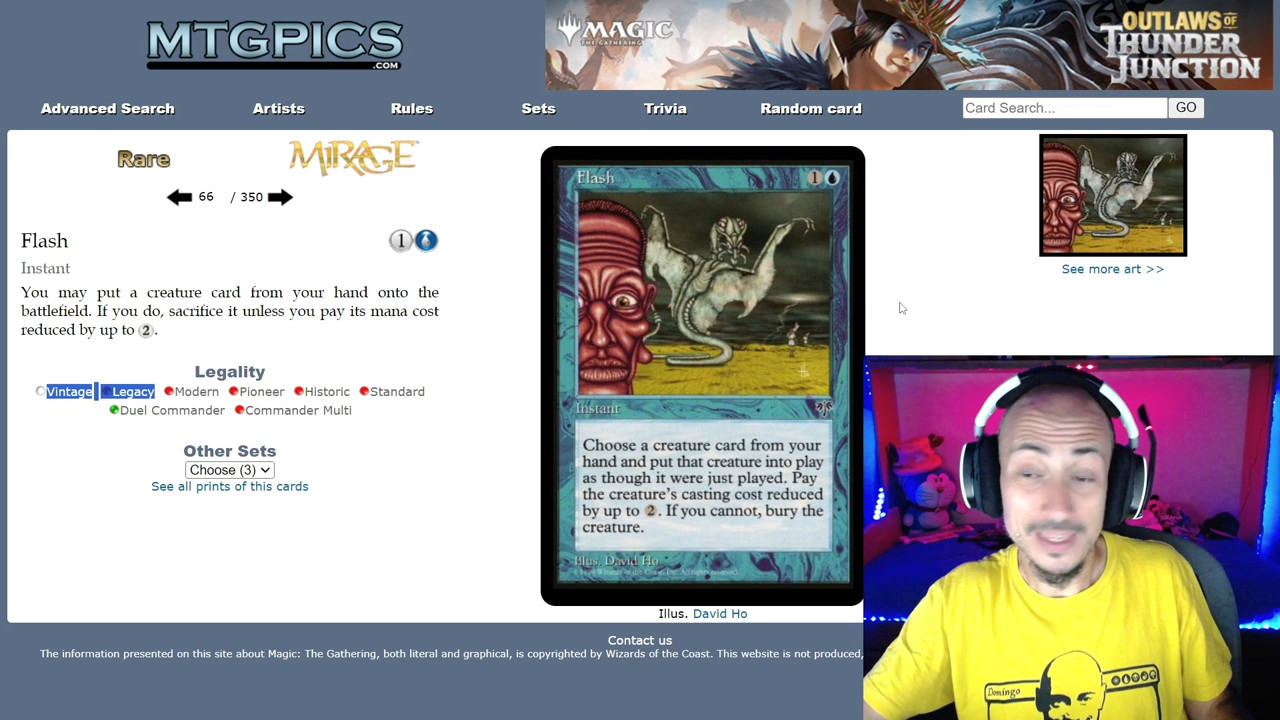 MTGPICS
.COM
MAGIC
THE GATHERING
OUTLAWS OF
THUNDER
JUNCTION
Advanced Search
Artists
Rules
Sets
Trivia
Random card
Card Search...
GO
Rare
MIRAGE
66 / 350
Flash
Instant
You may put a creature card from your hand onto the
battlefield. If you do, sacrifice it unless you pay its mana cost
reduced by up to 2.
Legality
Vintage Legacy Modern Pioneer Historic Standard
Duel Commander Commander Multi
Other Sets
Choose (3)
See all prints of this cards
Flash 1
Instant
Choose a creature card from your
hand and put that creature into play
as though it were just played. Pay
the creature's casting cost reduced
by up to 2. If you cannot, bury the
creature.
Illus. David Ho
Illus. David Ho
See more art >>
Contact us
The information presented on this site about Magic: The Gathering, both literal and graphical, is copyrighted by Wizards of the Coast. This website is not produced,
Domingo